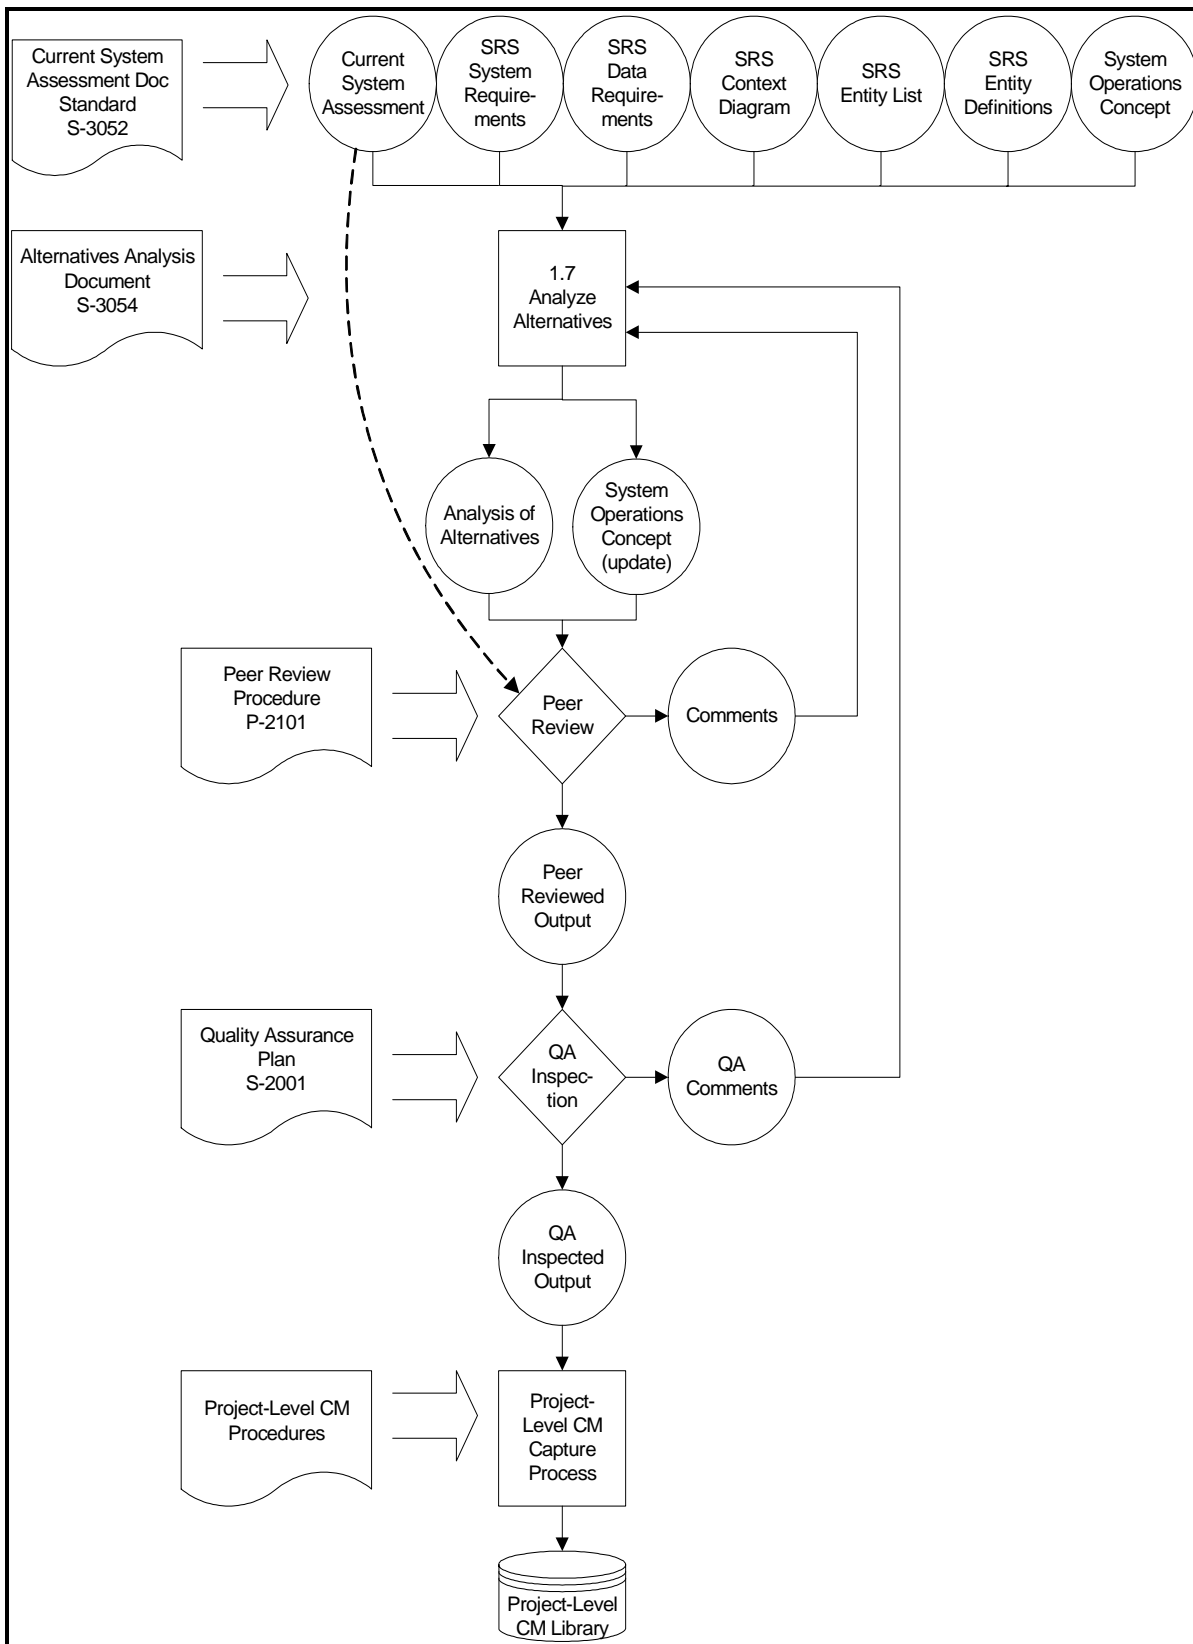 Current System
Assessment Doc
Standard
S-3052
Current
System
Assessment
SRS
System
Require-
ments
SRS
Data
Require-
ments
SRS
Context
Diagram
SRS
Entity List
SRS
Entity
Definitions
System
Operations
Concept
Alternatives Analysis
Document
S-3054
1.7
Analyze
Alternatives
Analysis of
Alternatives
System
Operations
Concept
(update)
Peer Review
Procedure
P-2101
Peer
Review
Comments
Peer
Reviewed
Output
Quality Assurance
Plan
S-2001
QA
Inspec-
tion
QA
Comments
QA
Inspected
Output
Project-Level CM
Procedures
Project-
Level CM
Capture
Process
Project-Level
CM Library